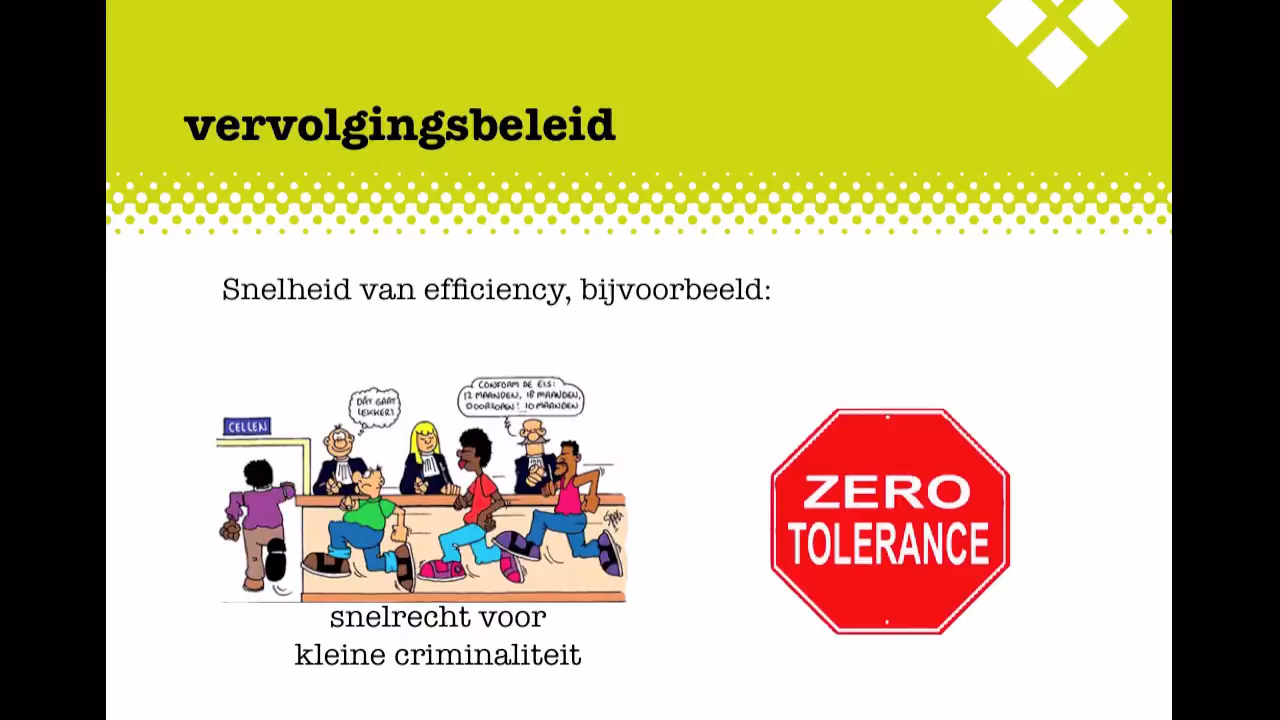 vervolgingsbeleid
Snelheid van efficiency, bijvoorbeeld:
DAT GAAT
LEKKER!
CONFORM DE EIS:
12 MAANDEN, 18 MAANDEN,
DOORLOPEN! 10 MAANDEN
CELLEN
snelrecht voor
kleine criminaliteit
ZERO
TOLERANCE